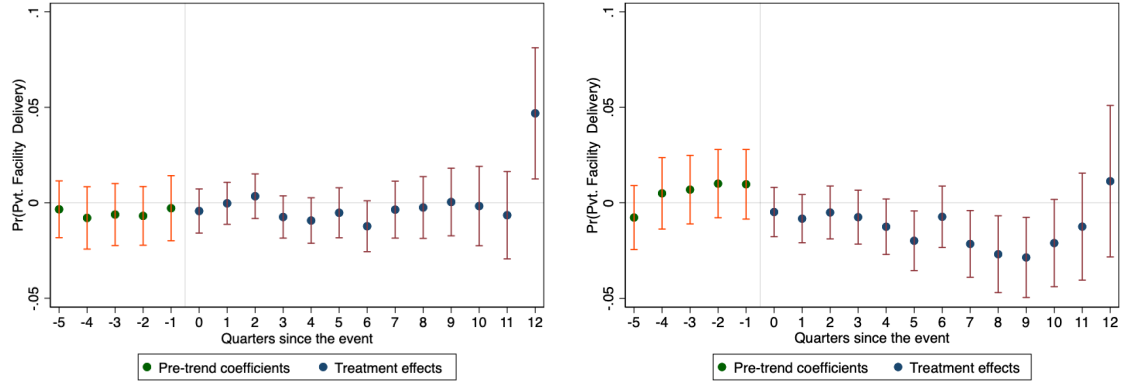 Pr(Pvt. Facility Delivery)
.1
.05
0
-.05
-5 -4 -3 -2 -1 0 1 2 3 4 5 6 7 8 9 10 11 12
Quarters since the event
Pre-trend coefficients Treatment effects
Pr(Pvt. Facility Delivery)
.1
.05
0
-.05
-5 -4 -3 -2 -1 0 1 2 3 4 5 6 7 8 9 10 11 12
Quarters since the event
Pre-trend coefficients Treatment effects